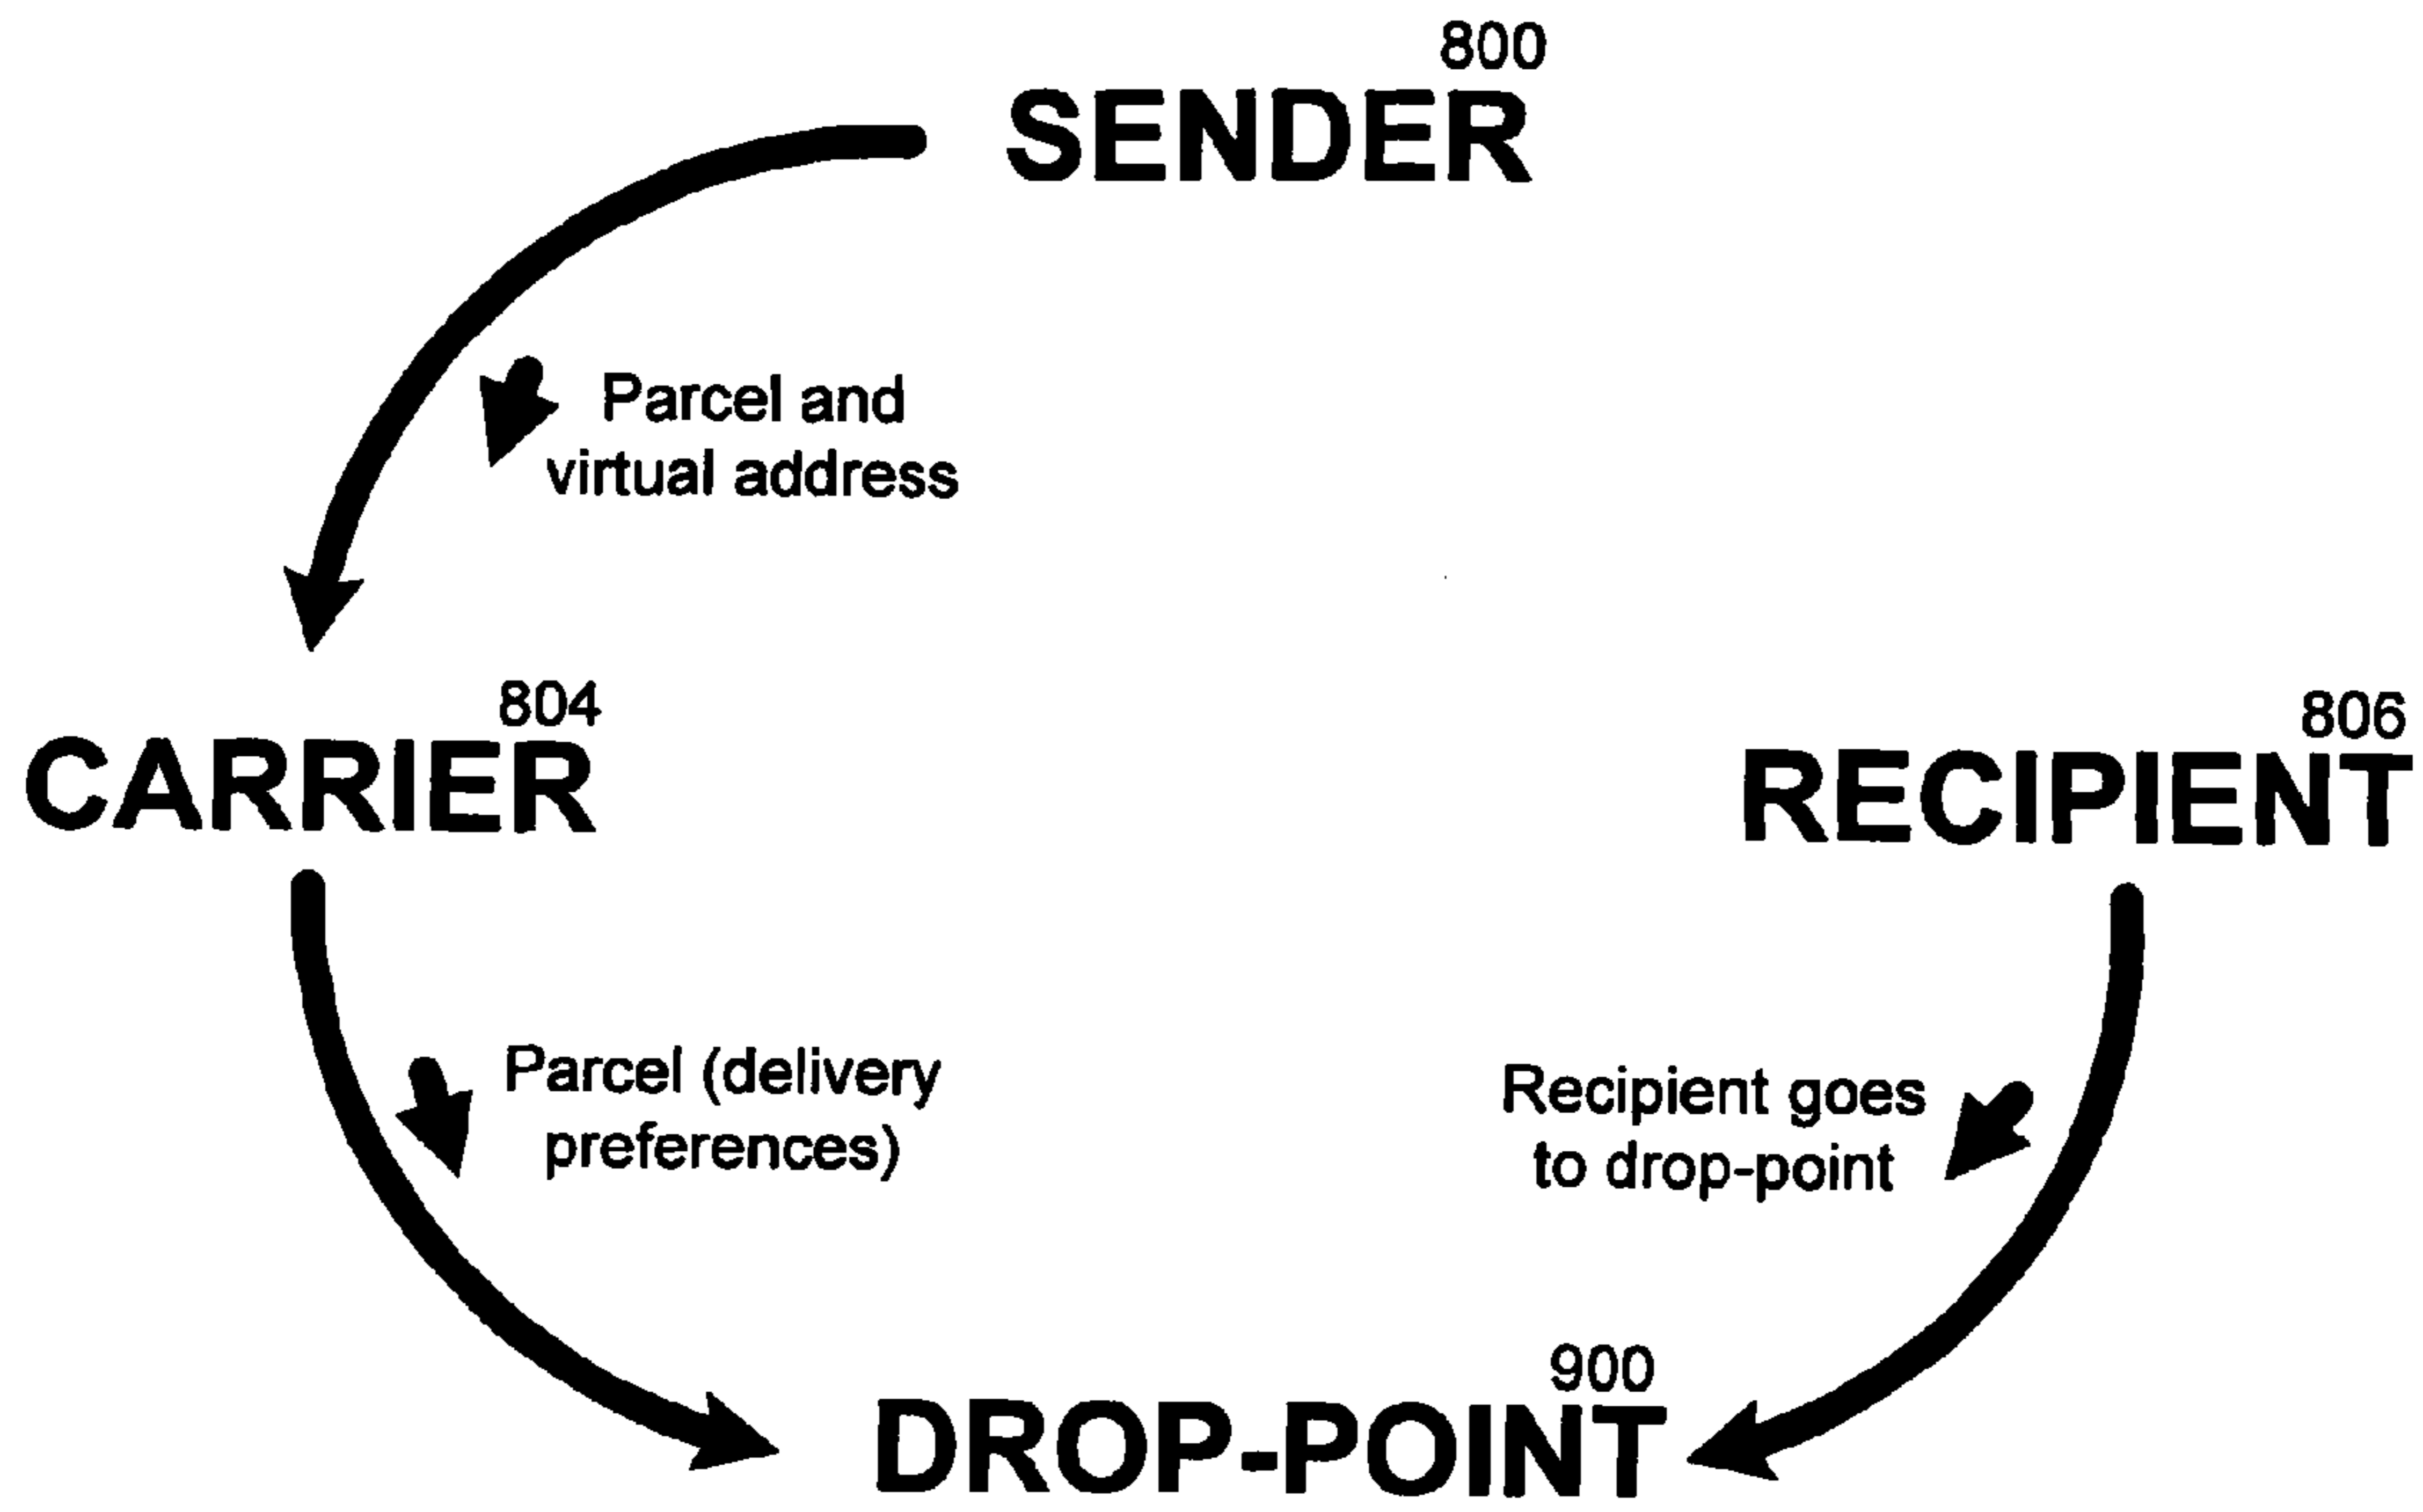 800
SENDER
Parcel and
virtual address
804
CARRIER
806
RECIPIENT
Parcel (delivery
preferences)
Recipient goes
to drop-point
900
DROP-POINT